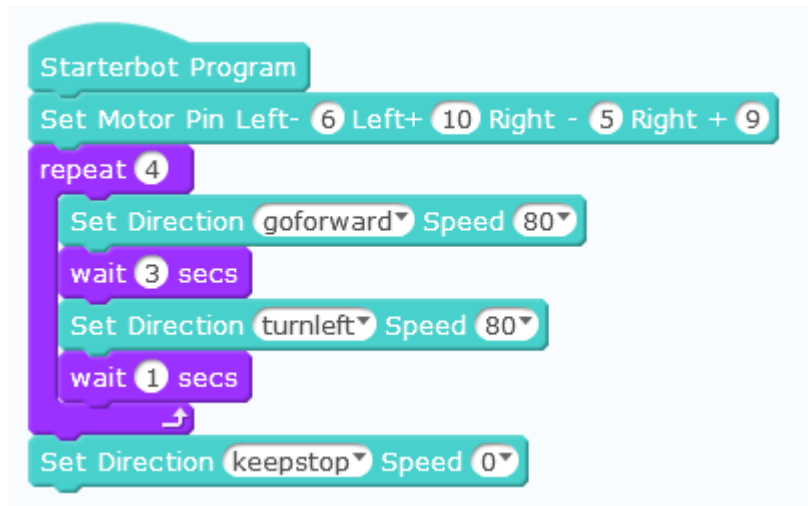 Starterbot Program
Set Motor Pin Left- 6 Left+ 10 Right - 5 Right + 9
repeat 4
Set Direction goforward Speed 80
wait 3 secs
Set Direction turnleft Speed 80
wait 1 secs
Set Direction keepstop Speed 0